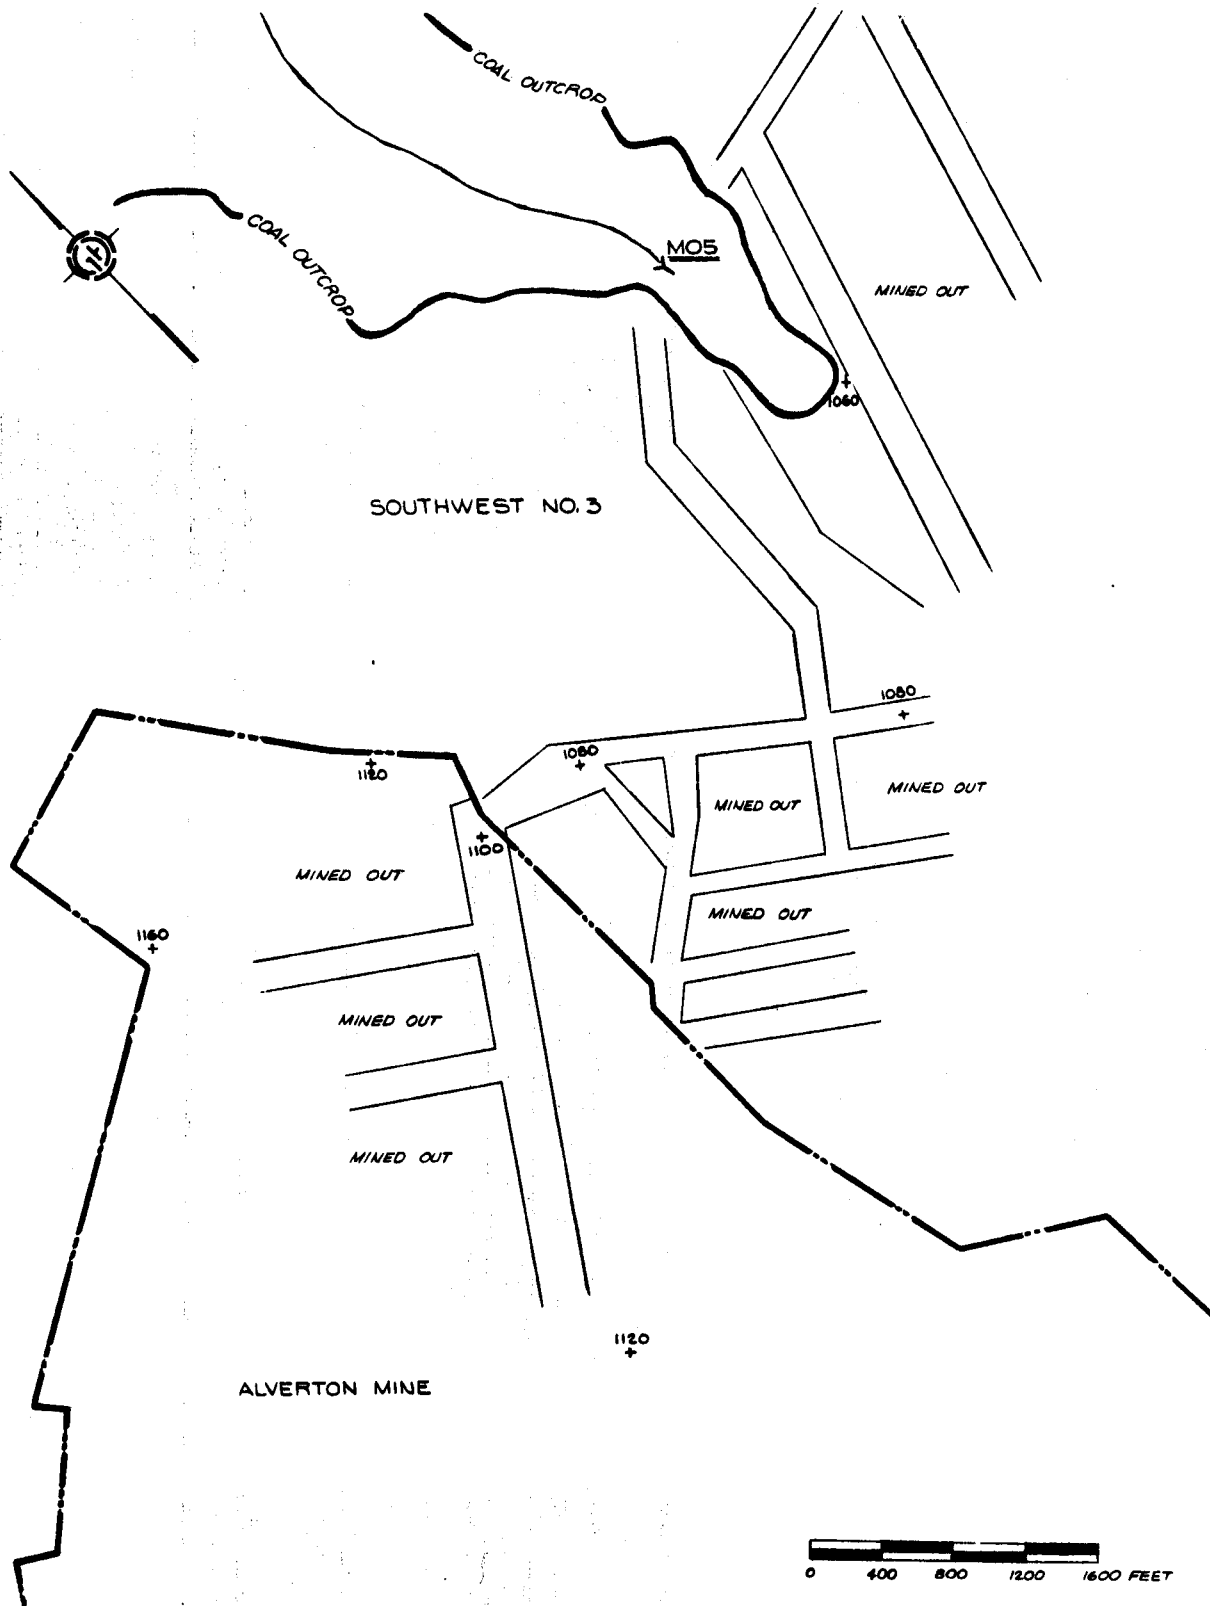 COAL OUTCROP
COAL OUTCROP
MO5
MINED OUT
1060
SOUTHWEST NO. 3
1080
1080
1120
MINED OUT
MINED OUT
1100
MINED OUT
MINED OUT
1160
MINED OUT
MINED OUT
1120
ALVERTON MINE
0 400 800 1200 1600 FEET